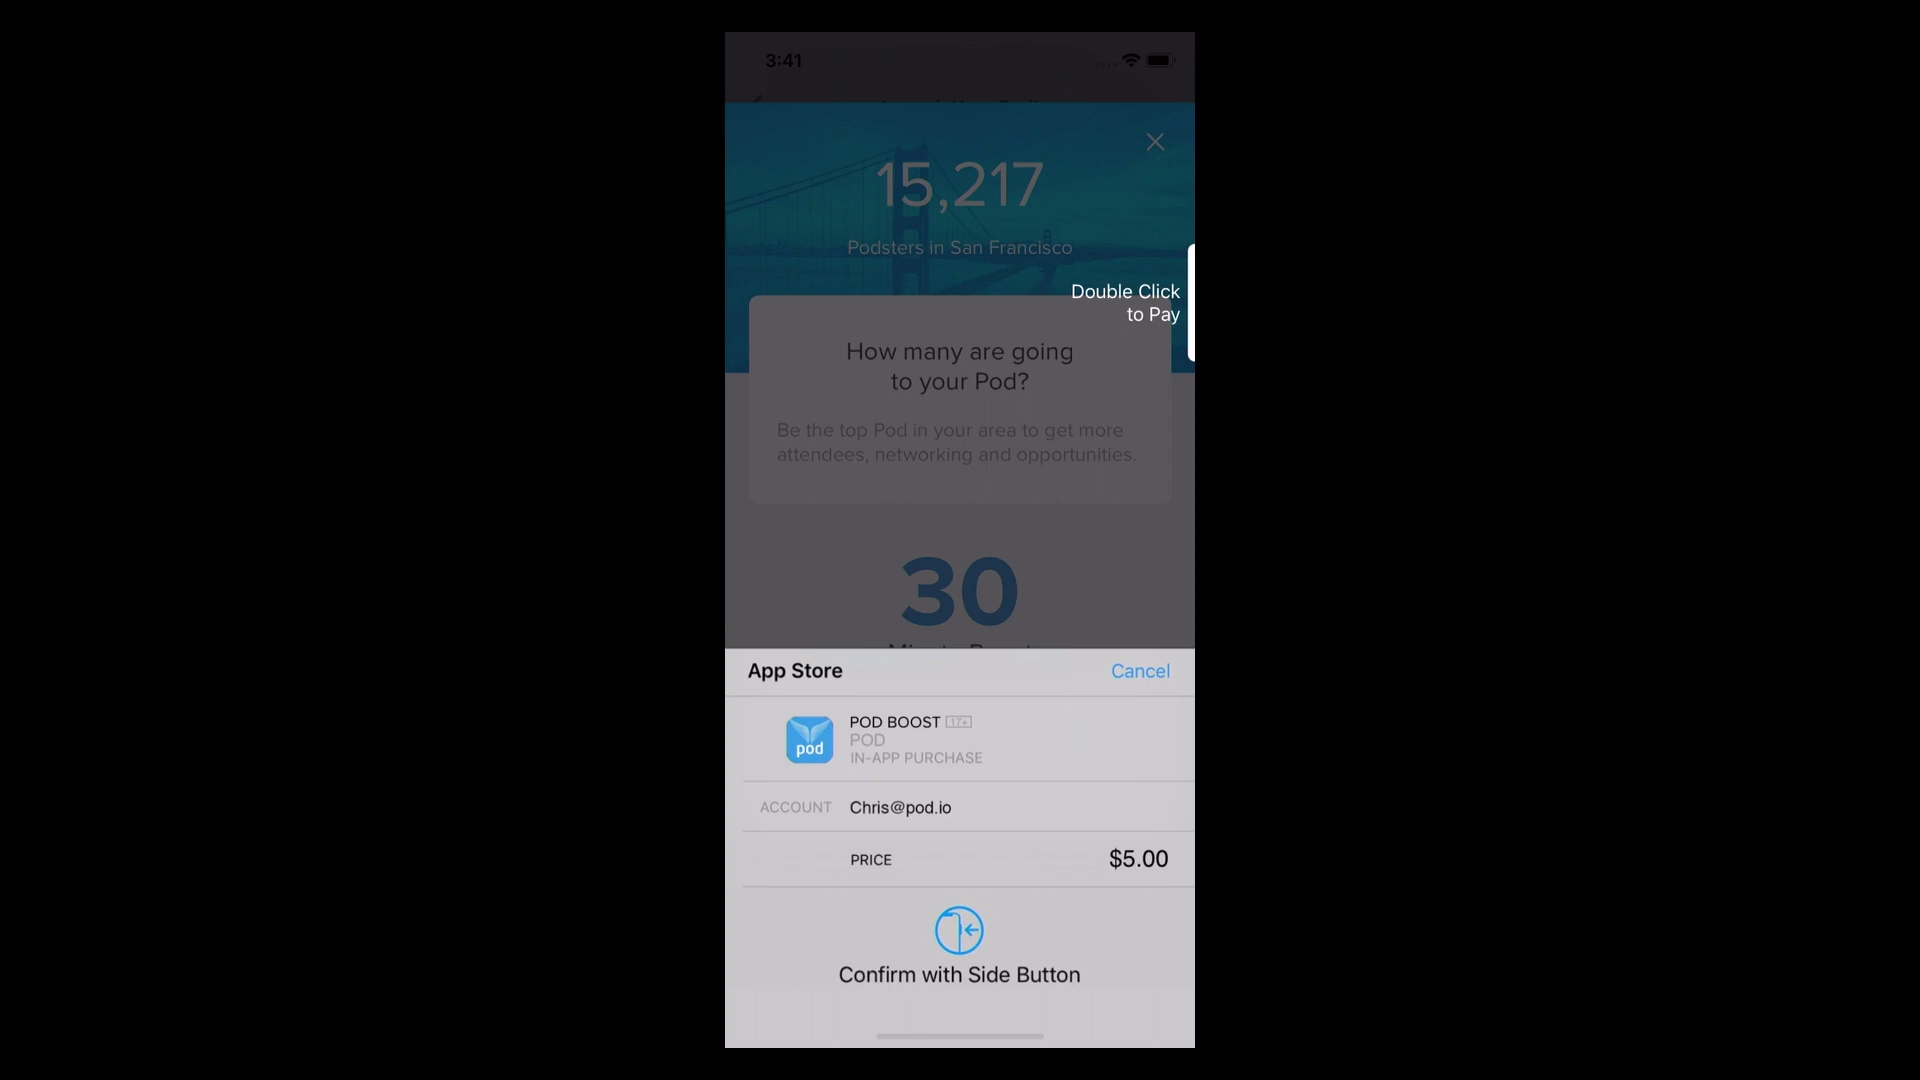 3:41
15,217
Podsters in San Francisco
Double Click
to Pay
How many are going
to your Pod?
Be the top Pod in your area to get more
attendees, networking and opportunities.
30
App Store
Cancel
POD BOOST 17+
pod
POD
IN-APP PURCHASE
ACCOUNT Chris@pod.io
PRICE $5.00
Confirm with Side Button